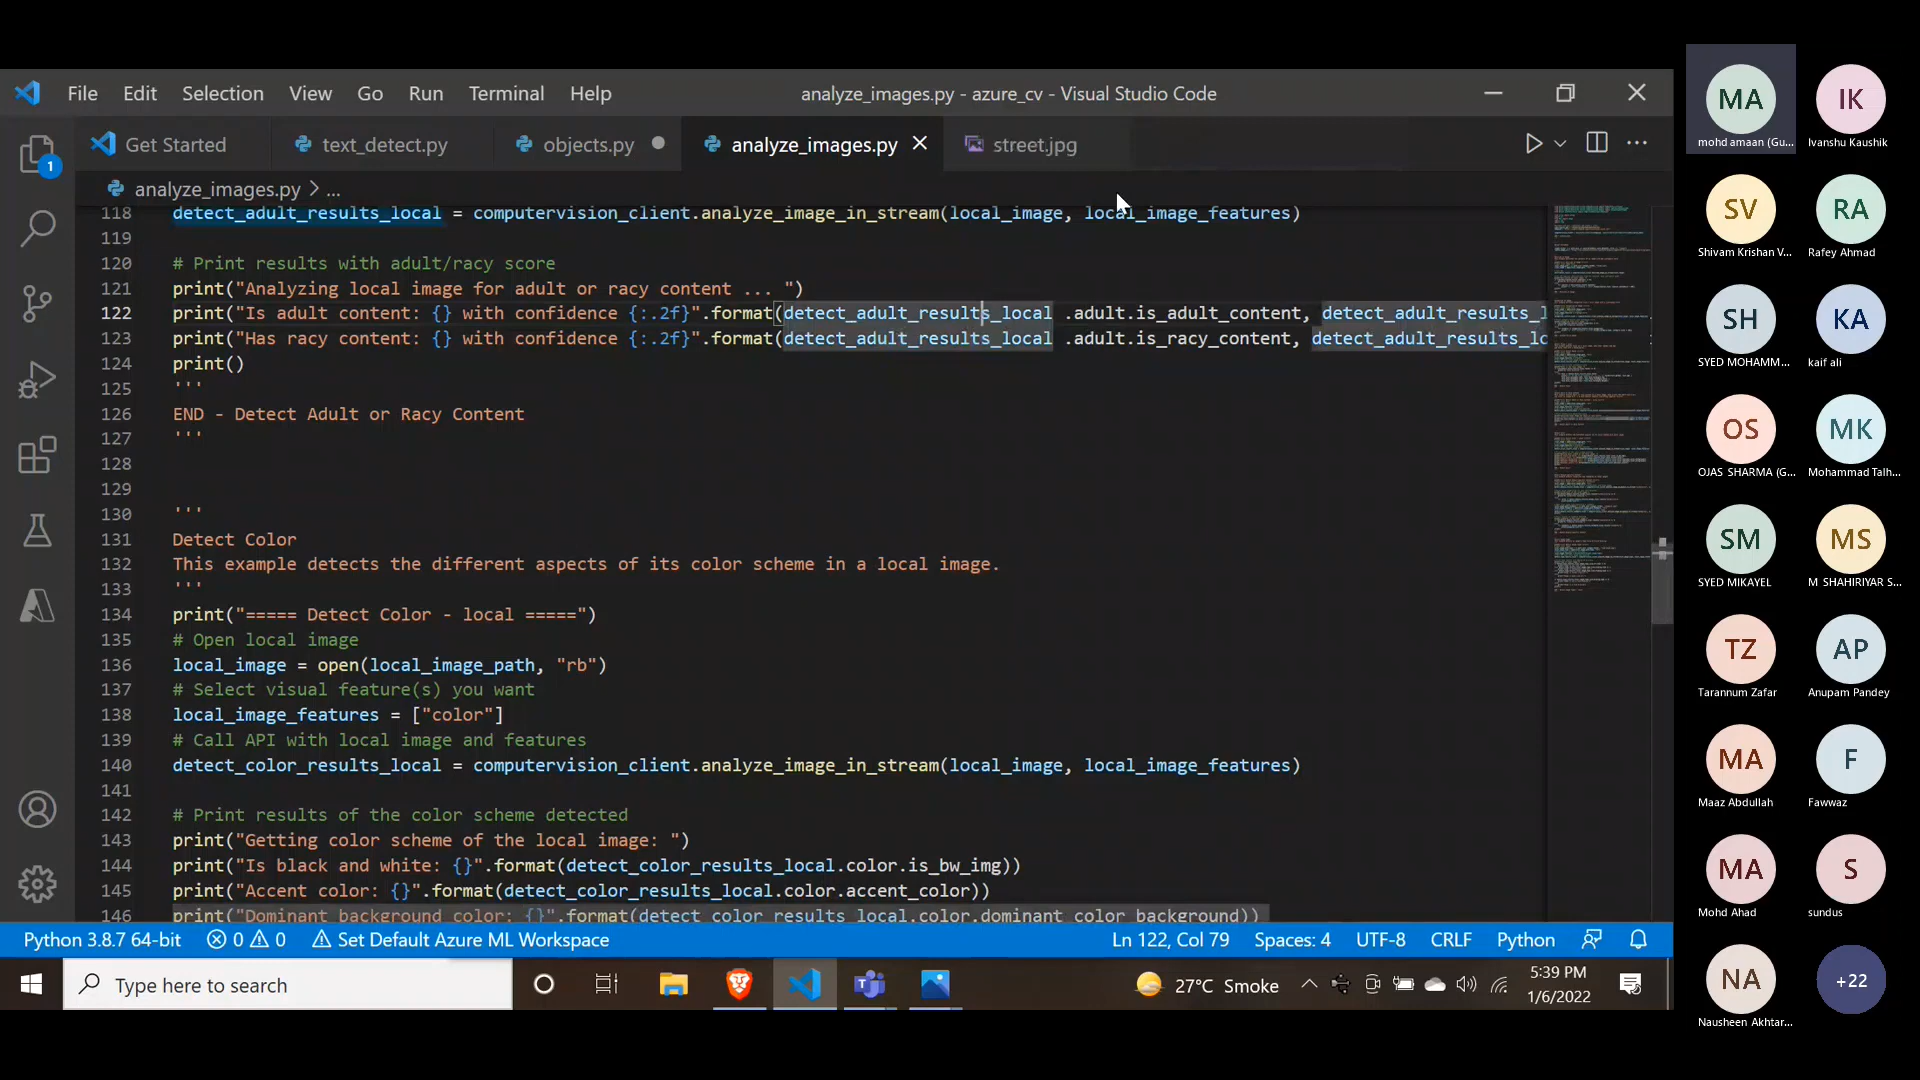 File Edit Selection View Go Run Terminal Help analyze_images.py - azure_cv - Visual Studio Code
Get Started text_detect.py objects.py analyze_images.py street.jpg
analyze_images.py > ...
118 detect_adult_results_local = computervision_client.analyze_image_in_stream(local_image, local_image_features)
119
120 # Print results with adult/racy score
121 print("Analyzing local image for adult or racy content ... ")
122 print("Is adult content: {} with confidence {:.2f}".format(detect_adult_results_local .adult.is_adult_content, detect_adult_results_l
123 print("Has racy content: {} with confidence {:.2f}".format(detect_adult_results_local .adult.is_racy_content, detect_adult_results_lo
124 print()
125 '''
126 END - Detect Adult or Racy Content
127 '''
128
129
130 '''
131 Detect Color
132 This example detects the different aspects of its color scheme in a local image.
133 '''
134 print("===== Detect Color - local =====")
135 # Open local image
136 local_image = open(local_image_path, "rb")
137 # Select visual feature(s) you want
138 local_image_features = ["color"]
139 # Call API with local image and features
140 detect_color_results_local = computervision_client.analyze_image_in_stream(local_image, local_image_features)
141
142 # Print results of the color scheme detected
143 print("Getting color scheme of the local image: ")
144 print("Is black and white: {}".format(detect_color_results_local.color.is_bw_img))
145 print("Accent color: {}".format(detect_color_results_local.color.accent_color))
146 print("Dominant background color: {}".format(detect_color_results_local.color.dominant_color_background))
1
Python 3.8.7 64-bit 0 0 Set Default Azure ML Workspace Ln 122, Col 79 Spaces: 4 UTF-8 CRLF Python
Type here to search 27°C Smoke 5:39 PM
1/6/2022
MA IK
mohd amaan (Gu... Ivanshu Kaushik
SV RA
Shivam Krishan V... Rafey Ahmad
SH KA
SYED MOHAMM... kaif ali
OS MK
OJAS SHARMA (G... Mohammad Talh...
SM MS
SYED MIKAYEL M SHAHIRIYAR S...
TZ AP
Tarannum Zafar Anupam Pandey
MA F
Maaz Abdullah Fawwaz
MA S
Mohd Ahad sundus
NA +22
Nausheen Akhtar...